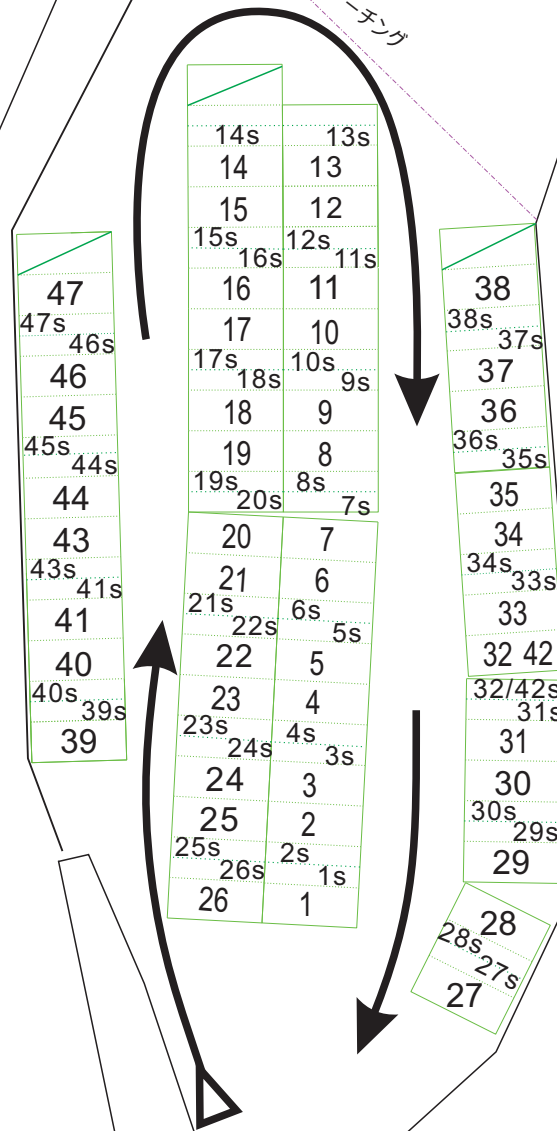 ーチング
14s 13s
14 13
15 12
15s 12s
16s 11s
16 11
17 10
17s 10s
18s 9s
18 9
19 8
19s 8s
20s 7s
20 7
21 6
21s 6s
22s 5s
22 5
23 4
23s 4s
24s 3s
24 3
25 2
25s 2s
26s 1s
26 1
47
47s
46s
46
45
45s
44s
44
43
43s
41s
41
40
40s
39s
39
38
38s
37s
37
36
36s
35s
35
34
34s
33s
33
32 42
32/42s
31s
31
30
30s
29s
29
28
28s
27s
27